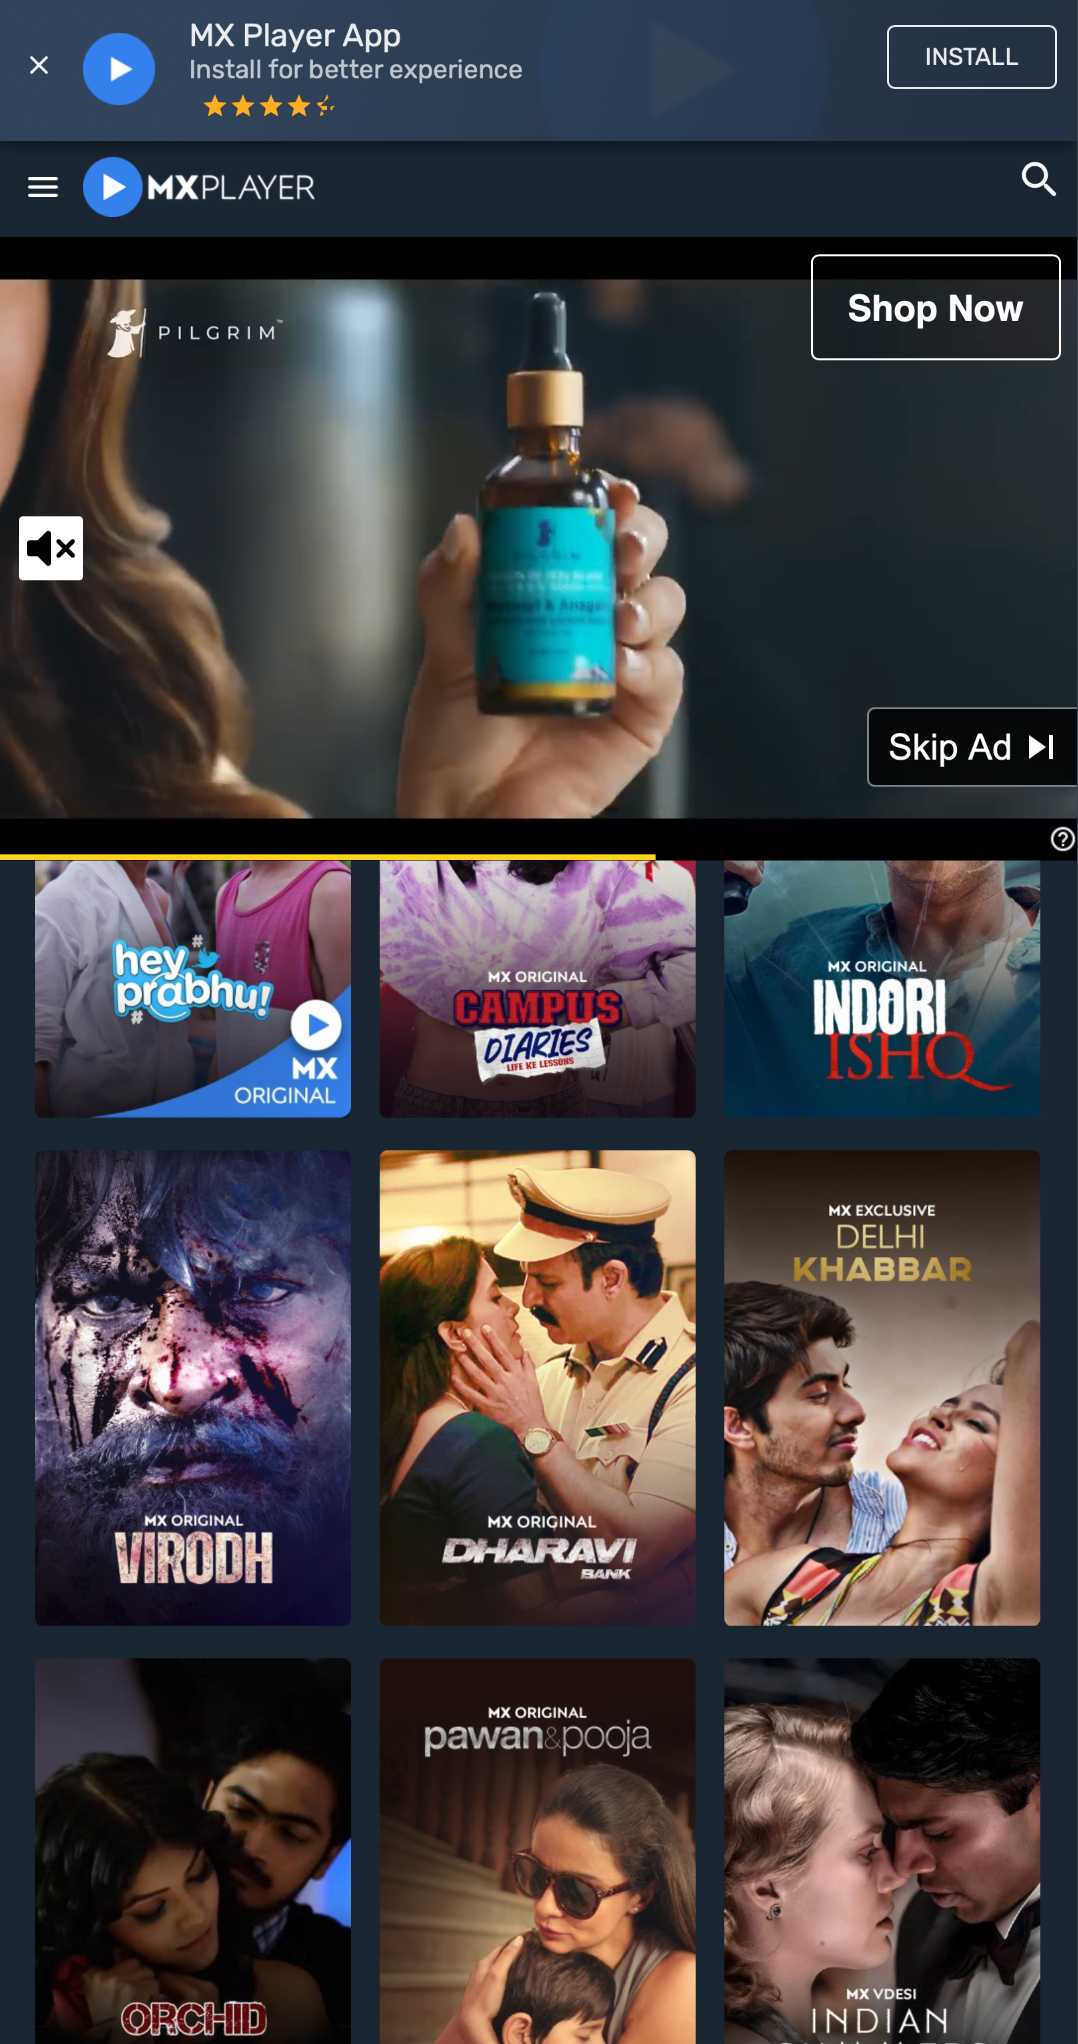 MX Player App
Install for better experience
INSTALL
MXPLAYER
Shop Now
PILGRIM™
PILGRIM
Skip Ad
#
hey
prabhu!
#
MX
ORIGINAL
MX ORIGINAL
CAMPUS
DIARIES
LIFE KE LESSONS
MX ORIGINAL
INDORI
ISHQ
MX ORIGINAL
VIRODH
MX ORIGINAL
DHARAVI
BANK
MX EXCLUSIVE
DELHI
KHABBAR
ORCHID
MX ORIGINAL
pawan&pooja
MX VDESI
INDIAN